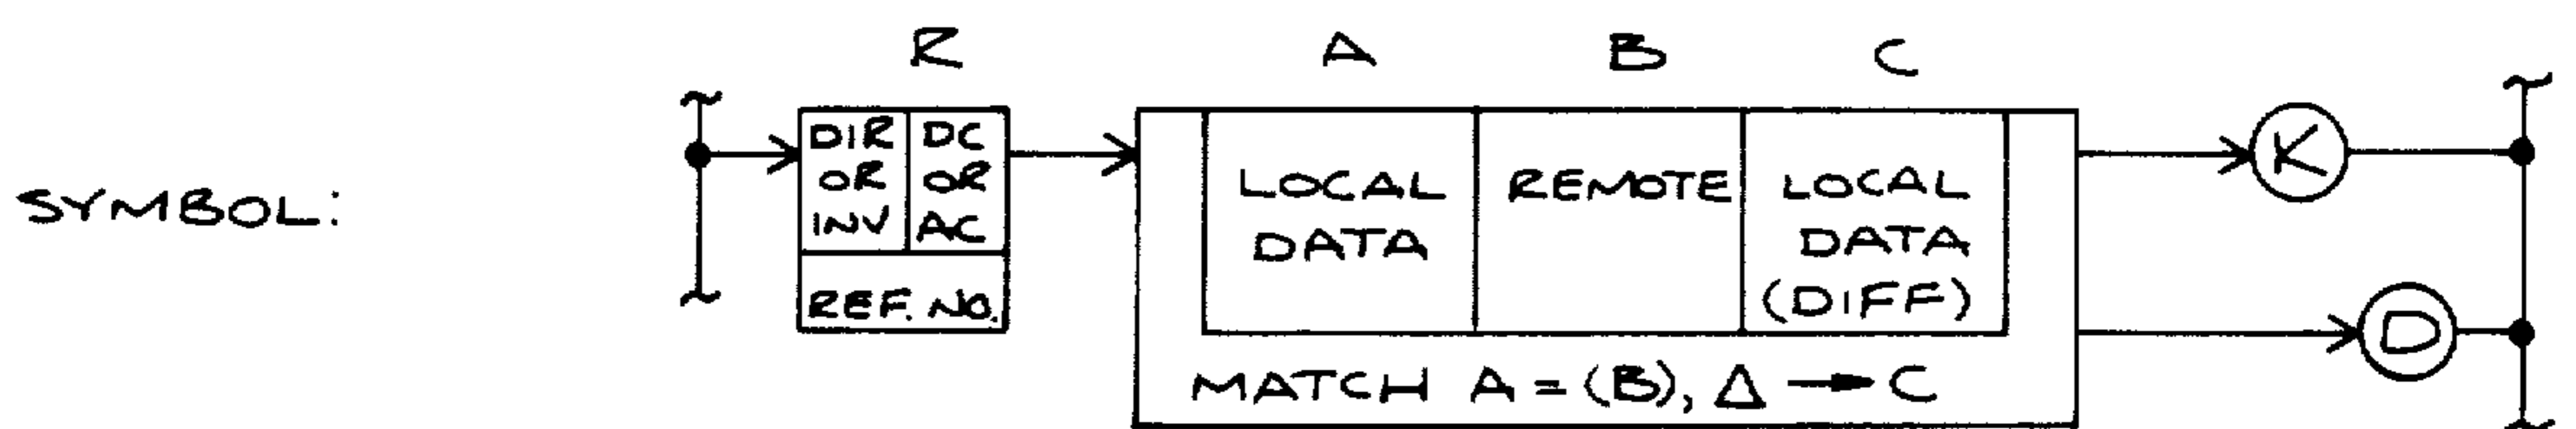 R A B C
SYMBOL:
DIR OR INV
DC OR AC
REF. NO.
LOCAL DATA
REMOTE
LOCAL DATA (DIFF)
MATCH A = (B), Δ → C
K
D